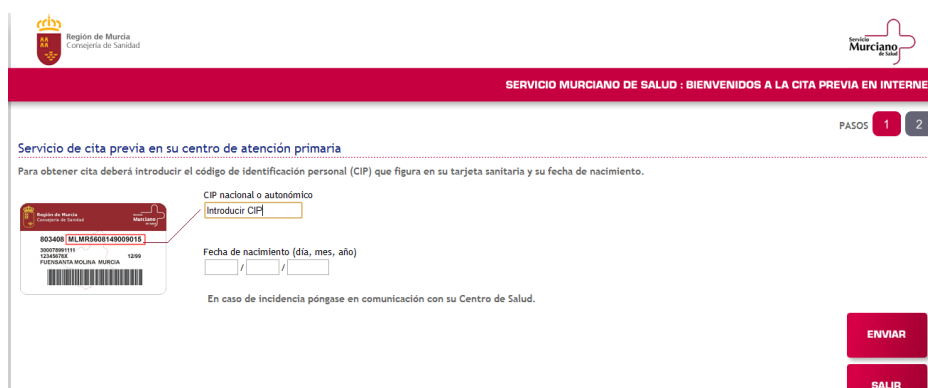 Región de Murcia
Consejería de Sanidad
Servicio
Murciano
de Salud
SERVICIO MURCIANO DE SALUD : BIENVENIDOS A LA CITA PREVIA EN INTERNE
PASOS 1 2
Servicio de cita previa en su centro de atención primaria
Para obtener cita deberá introducir el código de identificación personal (CIP) que figura en su tarjeta sanitaria y su fecha de nacimiento.
CIP nacional o autonómico
Introducir CIP
Región de Murcia
Consejería de Sanidad
Murciano
803408 MLMR5608149009015
300078991111
12345678X 12/99
FUENSANTA MOLINA MURCIA
Fecha de nacimiento (día, mes, año)
/ /
En caso de incidencia póngase en comunicación con su Centro de Salud.
ENVIAR
SALIR